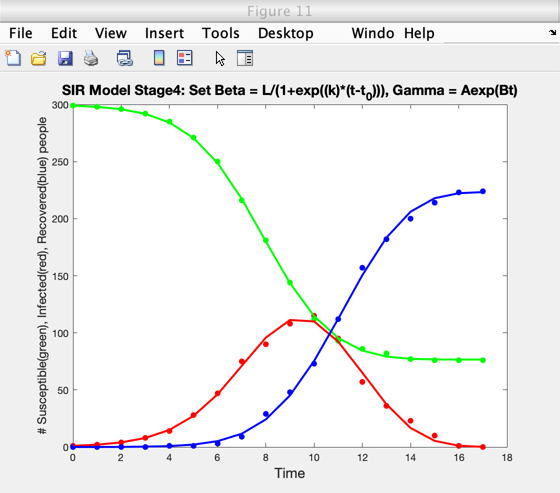 Figure 11
File Edit View Insert Tools Desktop Windo Help
SIR Model Stage4: Set Beta = L/(1+exp((k)*(t-t0))), Gamma = Aexp(Bt)
# Susceptible(green), Infected(red), Recovered(blue) people
300
250
200
150
100
50
0
0 2 4 6 8 10 12 14 16 18
Time